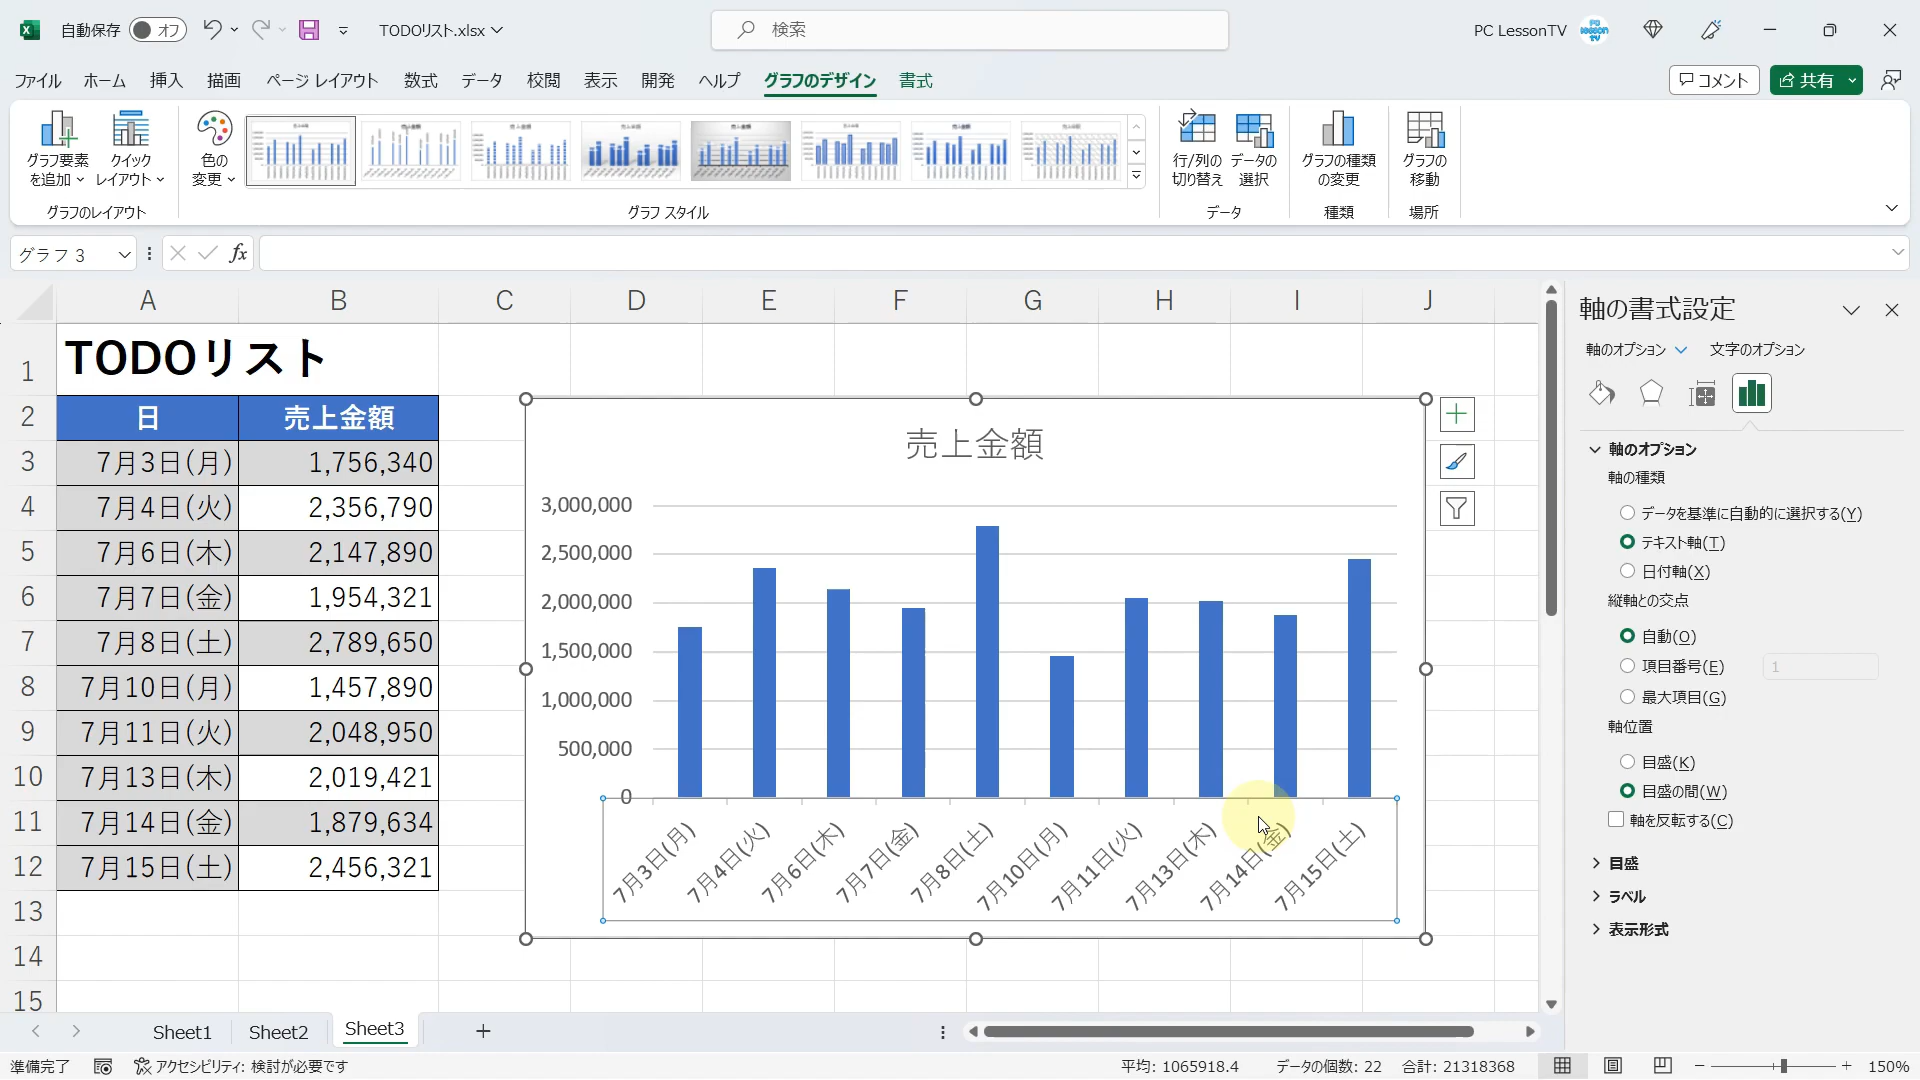 自動保存 オフ TODOリスト.xlsx 検索 PC LessonTV
ファイル ホーム 挿入 描画 ページ レイアウト 数式 データ 校閲 表示 開発 ヘルプ グラフのデザイン 書式 コメント 共有
グラフ要素を追加 クイックレイアウト 色の変更 行/列の切り替え データの選択 グラフの種類の変更 グラフの移動
グラフのレイアウト グラフ スタイル データ 種類 場所
グラフ 3 fx
A B C D E F G H I J
1 TODOリスト
2 日 売上金額
3 7月3日(月) 1,756,340
4 7月4日(火) 2,356,790
5 7月6日(木) 2,147,890
6 7月7日(金) 1,954,321
7 7月8日(土) 2,789,650
8 7月10日(月) 1,457,890
9 7月11日(火) 2,048,950
10 7月13日(木) 2,019,421
11 7月14日(金) 1,879,634
12 7月15日(土) 2,456,321
13
14
15
売上金額
3,000,000
2,500,000
2,000,000
1,500,000
1,000,000
500,000
0
7月3日(月) 7月4日(火) 7月6日(木) 7月7日(金) 7月8日(土) 7月10日(月) 7月11日(火) 7月13日(木) 7月14日(金) 7月15日(土)
軸の書式設定
軸のオプション 文字のオプション
軸のオプション
軸の種類
データを基準に自動的に選択する(Y)
テキスト軸(T)
日付軸(X)
縦軸との交点
自動(O)
項目番号(E) 1
最大項目(G)
軸位置
目盛(K)
目盛の間(W)
軸を反転する(C)
目盛
ラベル
表示形式
Sheet1 Sheet2 Sheet3
準備完了 アクセシビリティ: 検討が必要です 平均: 1065918.4 データの個数: 22 合計: 21318368 150%